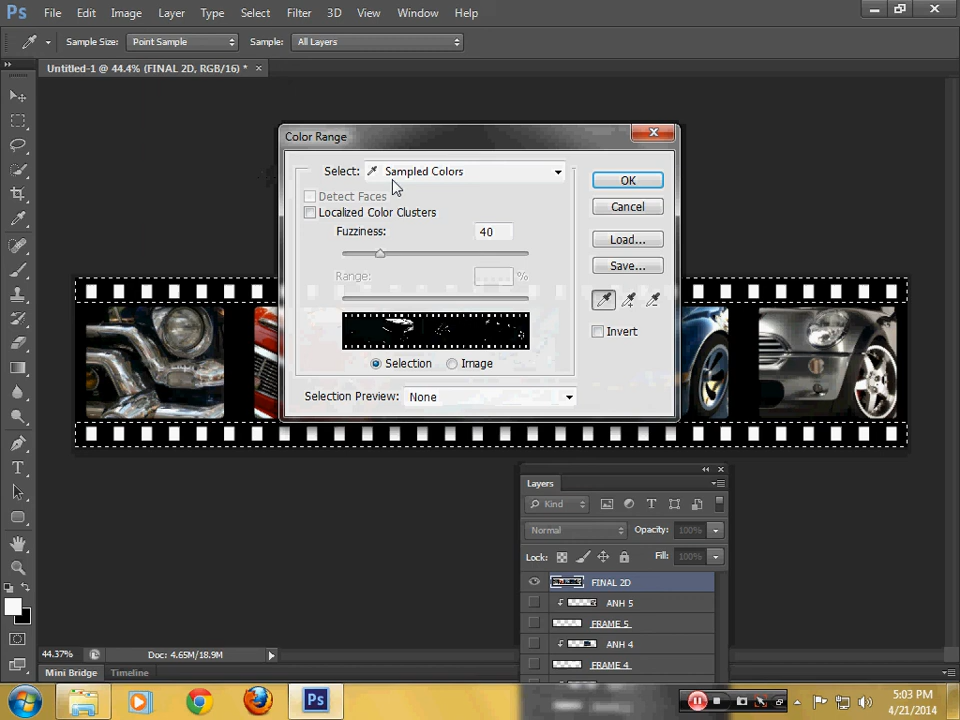 Ps File Edit Image Layer Type Select Filter 3D View Window Help
Sample Size: Point Sample Sample: All Layers
Untitled-1 @ 44.4% (FINAL 2D, RGB/16) * ×
Color Range
Select: Sampled Colors
OK
Detect Faces
Localized Color Clusters
Cancel
Fuzziness: 40
Load...
Save...
Range: %
Invert
Selection Image
Selection Preview: None
Layers
Kind
Normal Opacity: 100%
Lock: Fill: 100%
FINAL 2D
ANH 5
FRAME 5
ANH 4
FRAME 4
44.37% Doc: 4.65M/18.9M
Mini Bridge Timeline
Ps
5:03 PM
4/21/2014